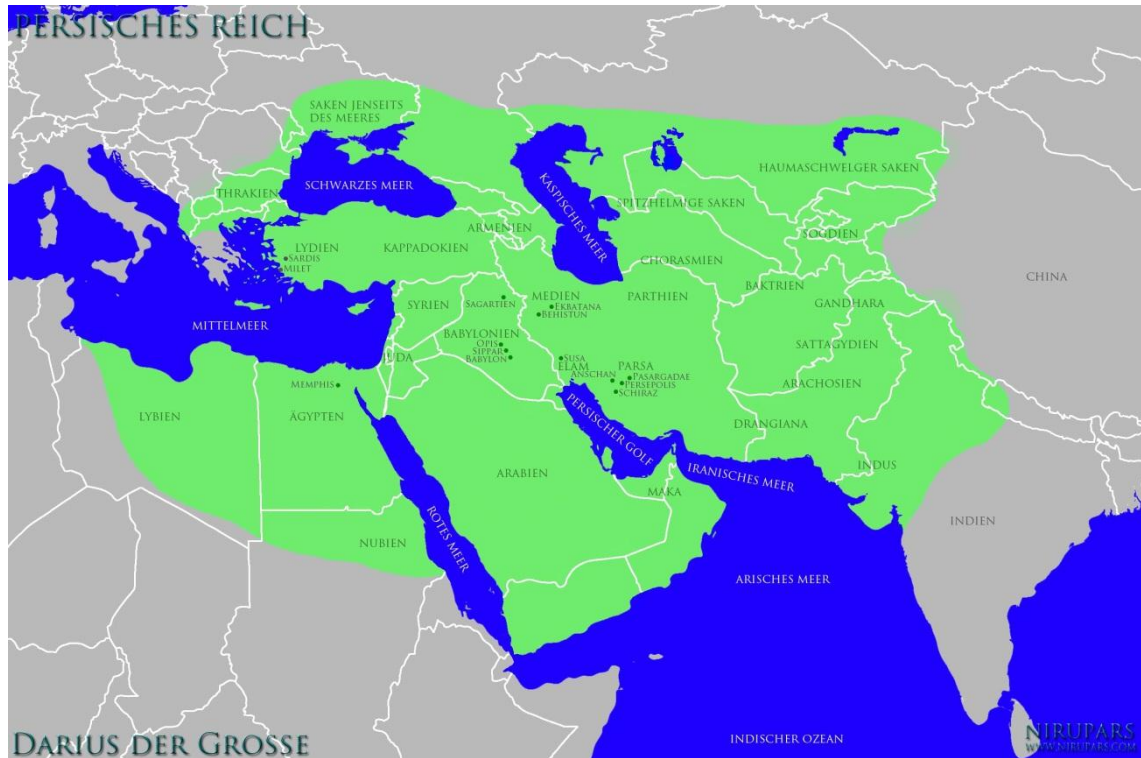 PERSISCHES REICH
SAKEN JENSEITS
DES MEERES
HAUMASCHWELGER SAKEN
SCHWARZES MEER
THRAKIEN
KASPISCHES MEER
SPITZHELMIGE SAKEN
ARMENIEN
SOGDIEN
LYDIEN
SARDIS
MILET
KAPPADOKIEN
CHORASMIEN
CHINA
BAKTRIEN
SYRIEN
SAGARTIEN
MEDIEN
EKBATANA
BEHISTUN
PARTHIEN
GANDHARA
MITTELMEER
BABYLONIEN
OPIS
SIPPAR
BABYLON
SATTAGYDIEN
JUDA
SUSA
ELAM
PARSA
ANSCHAN
PASARGADAE
PERSEPOLIS
SCHIRAZ
ARACHOSIEN
MEMPHIS
LYBIEN
ÄGYPTEN
PERSISCHER GOLF
DRANGIANA
ARABIEN
IRANISCHES MEER
INDUS
MAKA
ROTES MEER
NUBIEN
INDIEN
ARISCHES MEER
INDISCHER OZEAN
DARIUS DER GROSSE
NIRUPARS
WWW.NIRUPARS.COM